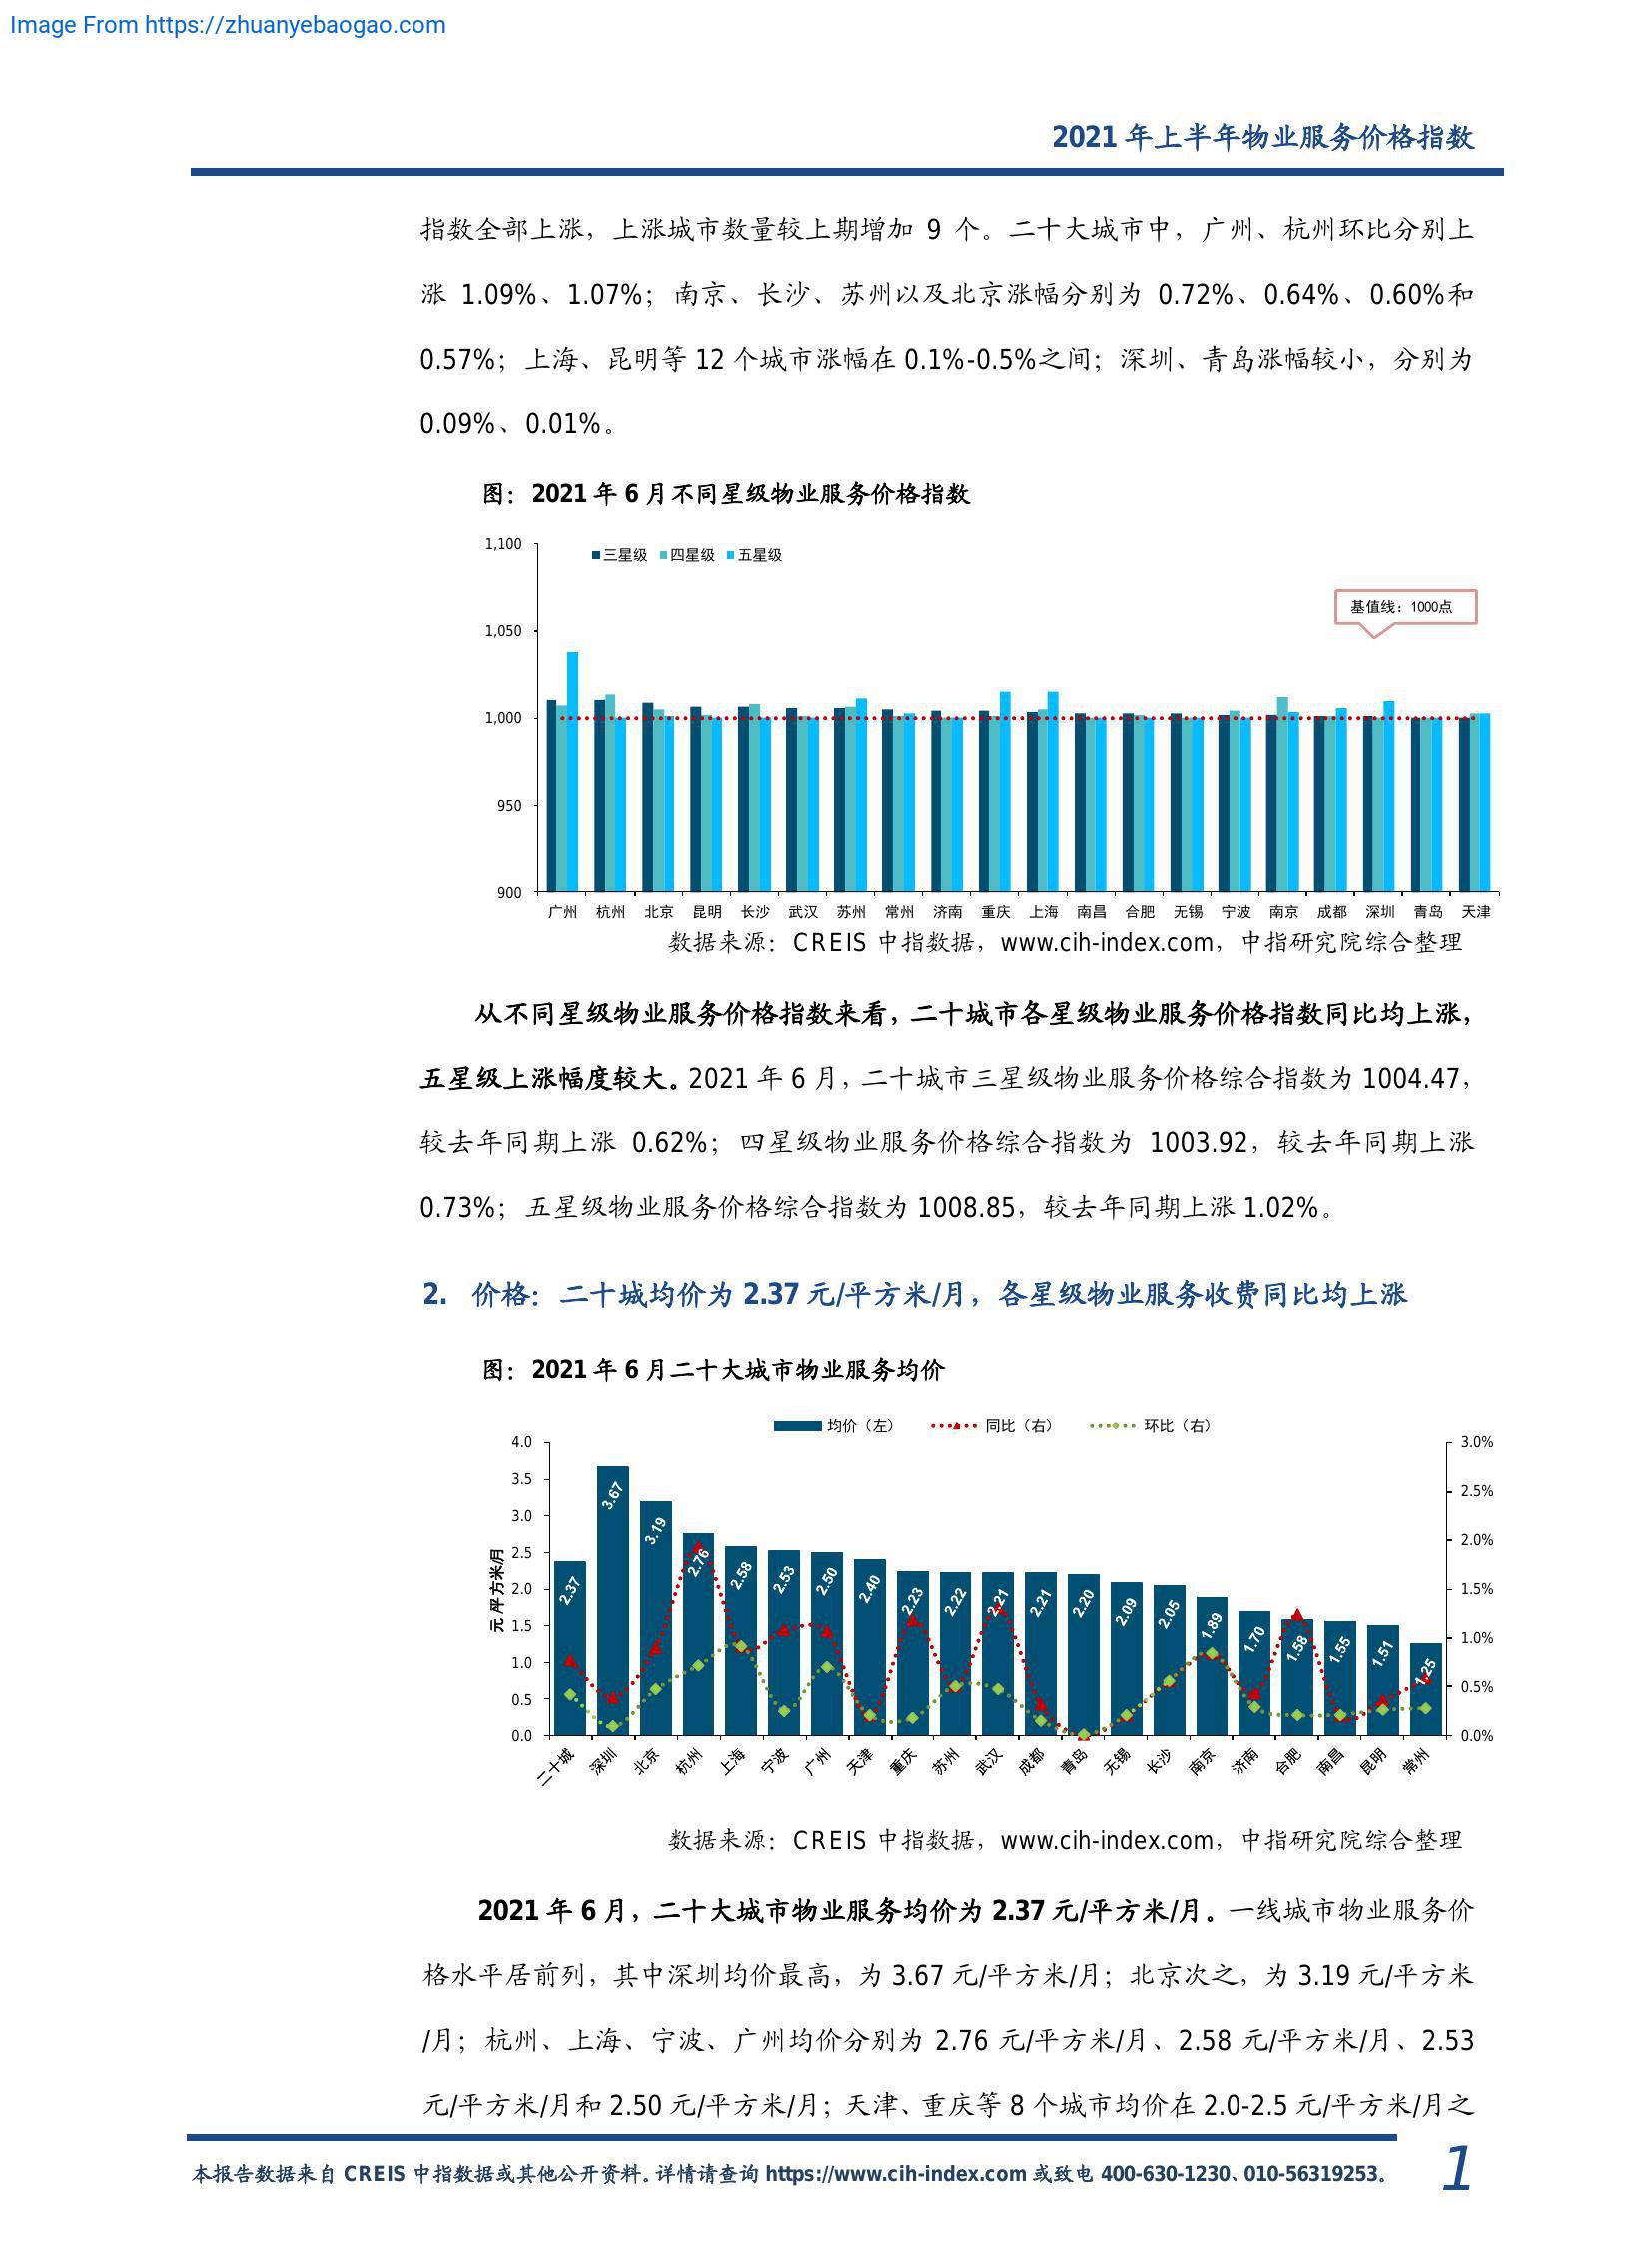 Image From https://zhuanyebaogao.com
2021 年上半年物业服务价格指数
指数全部上涨，上涨城市数量较上期增加 9 个。二十大城市中，广州、杭州环比分别上
涨 1.09%、1.07%；南京、长沙、苏州以及北京涨幅分别为 0.72%、0.64%、0.60%和
0.57%；上海、昆明等 12 个城市涨幅在 0.1%-0.5%之间；深圳、青岛涨幅较小，分别为
0.09%、0.01%。
图：2021 年 6 月不同星级物业服务价格指数
三星级 四星级 五星级
基值线：1000点
1,100
1,050
1,000
950
900
广州 杭州 北京 昆明 长沙 武汉 苏州 常州 济南 重庆 上海 南昌 合肥 无锡 宁波 南京 成都 深圳 青岛 天津
数据来源：CREIS 中指数据，www.cih-index.com，中指研究院综合整理
从不同星级物业服务价格指数来看，二十城市各星级物业服务价格指数同比均上涨，
五星级上涨幅度较大。2021 年 6 月，二十城市三星级物业服务价格综合指数为 1004.47，
较去年同期上涨 0.62%；四星级物业服务价格综合指数为 1003.92，较去年同期上涨
0.73%；五星级物业服务价格综合指数为 1008.85，较去年同期上涨 1.02%。
2. 价格：二十城均价为 2.37 元/平方米/月，各星级物业服务收费同比均上涨
图：2021 年 6 月二十大城市物业服务均价
均价（左） 同比（右） 环比（右）
元/平方米/月
4.0
3.5
3.0
2.5
2.0
1.5
1.0
0.5
0.0
2.37 3.67 3.19 2.76 2.58 2.53 2.50 2.40 2.23 2.22 2.21 2.21 2.20 2.09 2.05 1.89 1.70 1.58 1.55 1.51 1.25
3.0%
2.5%
2.0%
1.5%
1.0%
0.5%
0.0%
二十城 深圳 北京 杭州 上海 宁波 广州 天津 重庆 苏州 武汉 成都 青岛 无锡 长沙 南京 济南 合肥 南昌 昆明 常州
数据来源：CREIS 中指数据，www.cih-index.com，中指研究院综合整理
2021 年 6 月，二十大城市物业服务均价为 2.37 元/平方米/月。一线城市物业服务价
格水平居前列，其中深圳均价最高，为 3.67 元/平方米/月；北京次之，为 3.19 元/平方米
/月；杭州、上海、宁波、广州均价分别为 2.76 元/平方米/月、2.58 元/平方米/月、2.53
元/平方米/月和 2.50 元/平方米/月；天津、重庆等 8 个城市均价在 2.0-2.5 元/平方米/月之
本报告数据来自 CREIS 中指数据或其他公开资料。详情请查询 https://www.cih-index.com 或致电 400-630-1230、010-56319253。
1